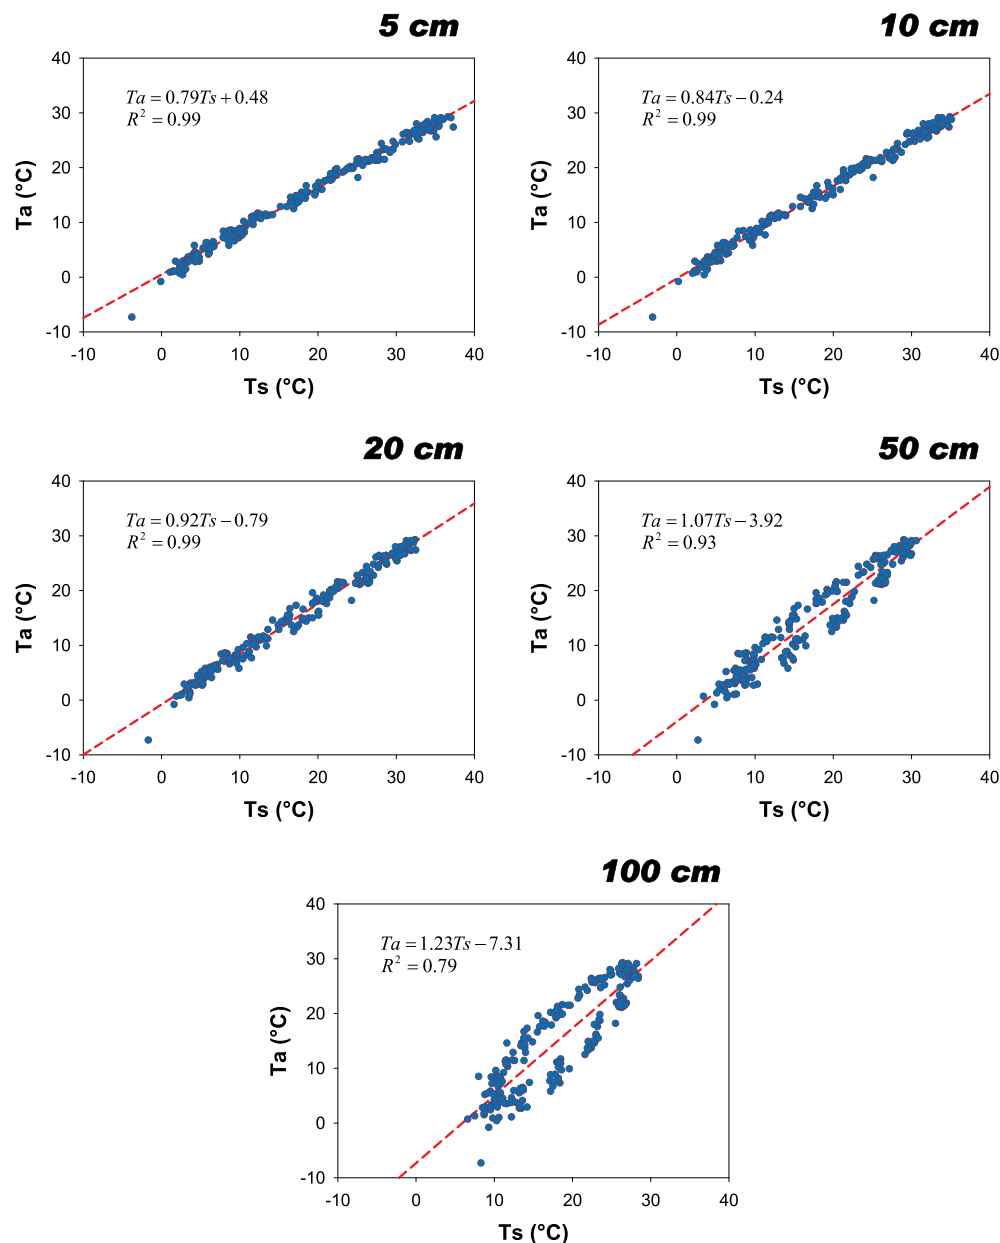 5 cm
40
30
20
10
0
-10
Ta = 0.79Ts + 0.48
R² = 0.99
Ta (°C)
-10 0 10 20 30 40
Ts (°C)
10 cm
40
30
20
10
0
-10
Ta = 0.84Ts − 0.24
R² = 0.99
Ta (°C)
-10 0 10 20 30 40
Ts (°C)
20 cm
40
30
20
10
0
-10
Ta = 0.92Ts − 0.79
R² = 0.99
Ta (°C)
-10 0 10 20 30 40
Ts (°C)
50 cm
40
30
20
10
0
-10
Ta = 1.07Ts − 3.92
R² = 0.93
Ta (°C)
-10 0 10 20 30 40
Ts (°C)
100 cm
40
30
20
10
0
-10
Ta = 1.23Ts − 7.31
R² = 0.79
Ta (°C)
-10 0 10 20 30 40
Ts (°C)